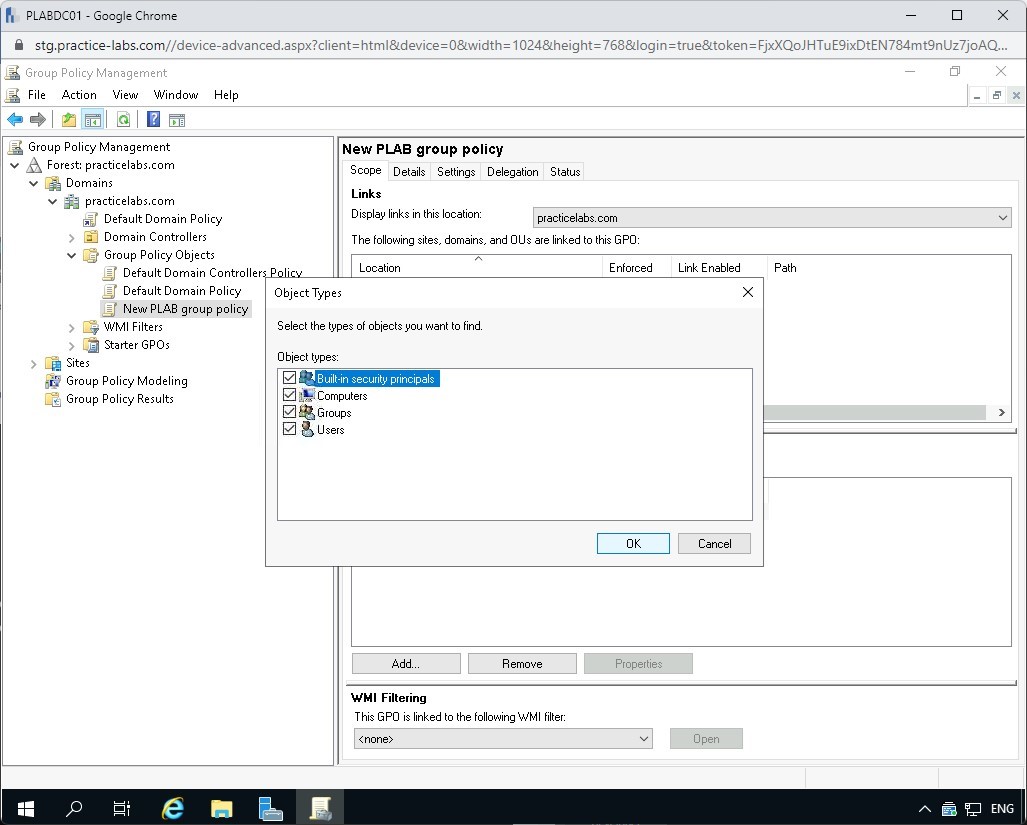 PLABDC01 - Google Chrome
stg.practice-labs.com//device-advanced.aspx?client=html&device=0&width=1024&height=768&login=true&token=FjxXQoJHTuE9ixDtEN784mt9nUz7joAQ...
Group Policy Management
File Action View Window Help
Group Policy Management
Forest: practicelabs.com
Domains
practicelabs.com
Default Domain Policy
Domain Controllers
Group Policy Objects
Default Domain Controllers Policy
Default Domain Policy
New PLAB group policy
WMI Filters
Starter GPOs
Sites
Group Policy Modeling
Group Policy Results
New PLAB group policy
Scope Details Settings Delegation Status
Links
Display links in this location: practicelabs.com
The following sites, domains, and OUs are linked to this GPO:
Location Enforced Link Enabled Path
Object Types
Select the types of objects you want to find.
Object types:
Built-in security principals
Computers
Groups
Users
OK Cancel
Add... Remove Properties
WMI Filtering
This GPO is linked to the following WMI filter:
<none> Open
ENG